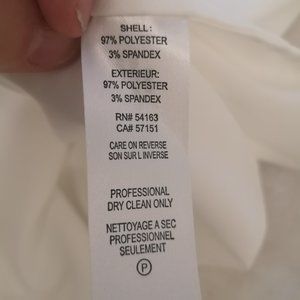 SHELL:
97% POLYESTER
3% SPANDEX
EXTERIEUR:
97% POLYESTER
3% SPANDEX
RN# 54163
CA# 57151
CARE ON REVERSE
SON SUR L INVERSE
PROFESSIONAL
DRY CLEAN ONLY
NETTOYAGE A SEC
PROFESSIONNEL
SEULEMENT
P